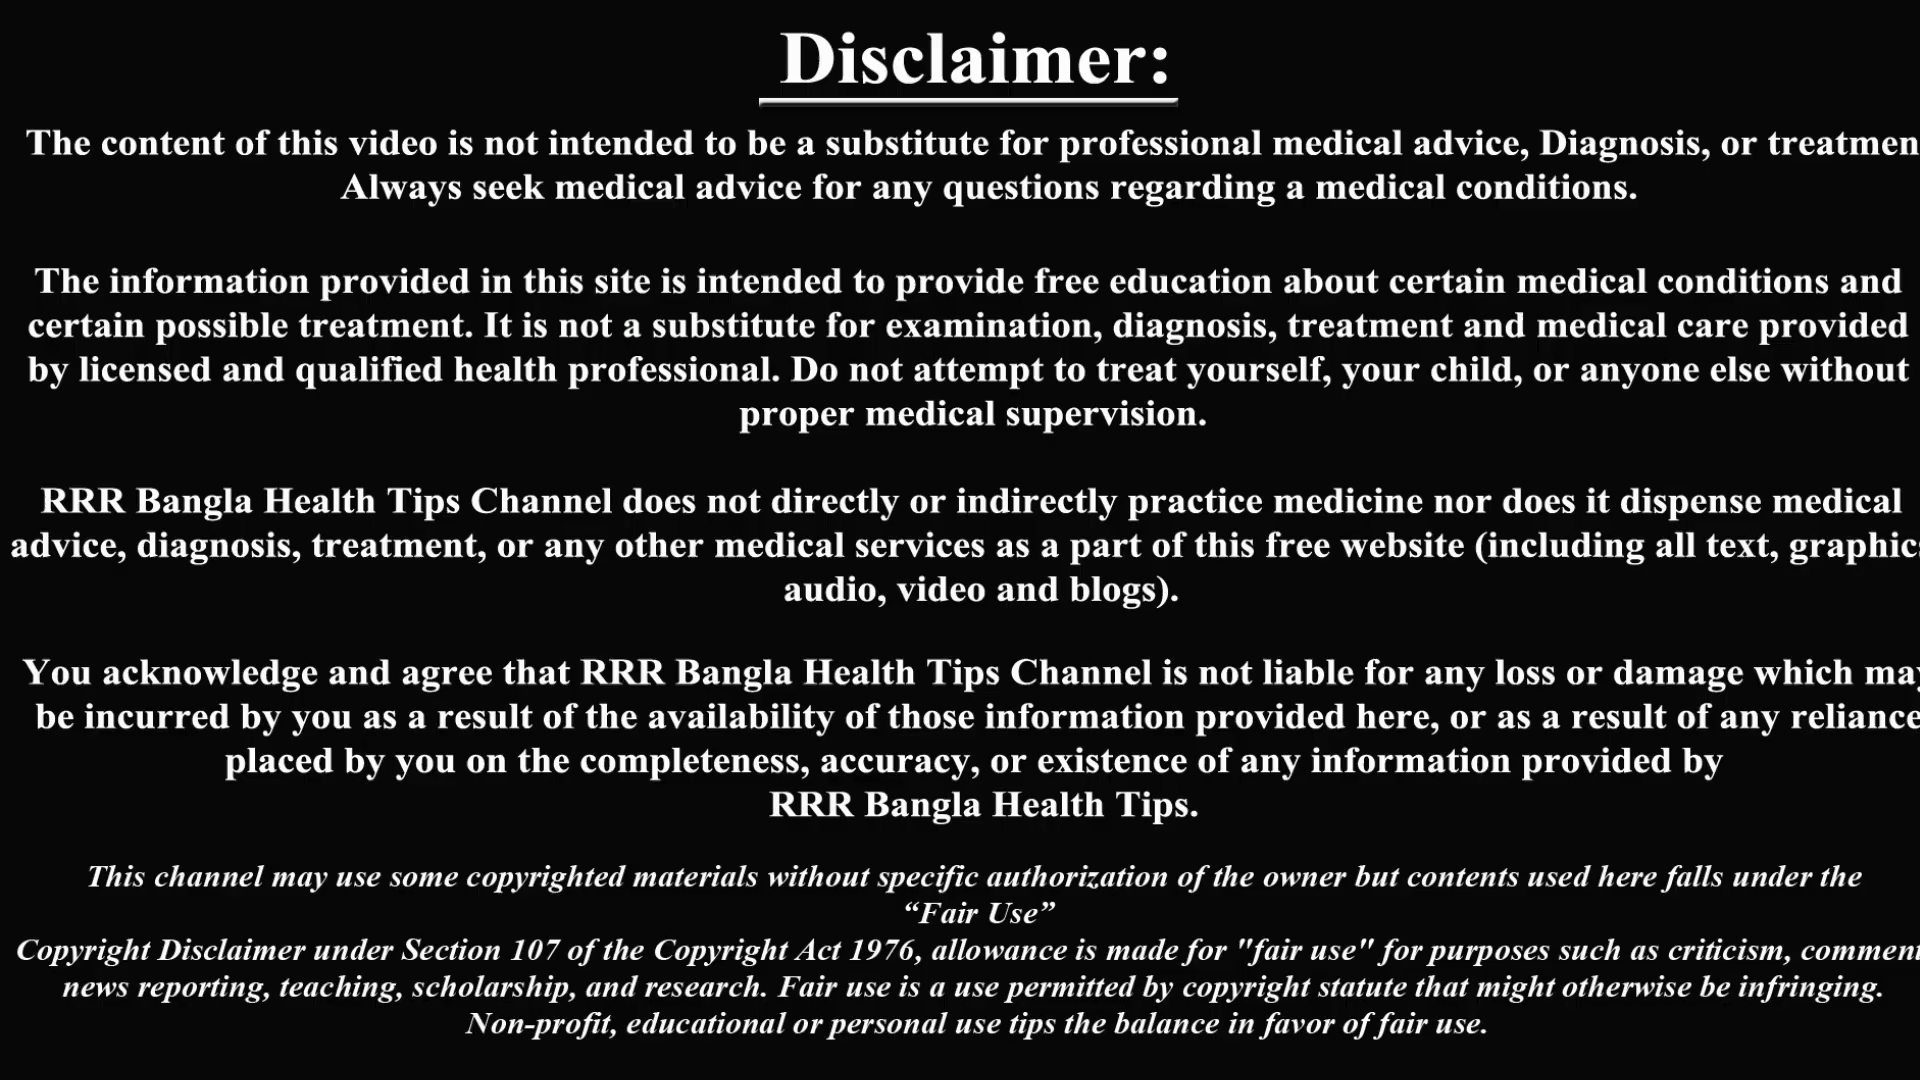 Disclaimer:
The content of this video is not intended to be a substitute for professional medical advice, Diagnosis, or treatmen
Always seek medical advice for any questions regarding a medical conditions.
The information provided in this site is intended to provide free education about certain medical conditions and
certain possible treatment. It is not a substitute for examination, diagnosis, treatment and medical care provided
by licensed and qualified health professional. Do not attempt to treat yourself, your child, or anyone else without
proper medical supervision.
RRR Bangla Health Tips Channel does not directly or indirectly practice medicine nor does it dispense medical
advice, diagnosis, treatment, or any other medical services as a part of this free website (including all text, graphics
audio, video and blogs).
You acknowledge and agree that RRR Bangla Health Tips Channel is not liable for any loss or damage which may
be incurred by you as a result of the availability of those information provided here, or as a result of any reliance
placed by you on the completeness, accuracy, or existence of any information provided by
RRR Bangla Health Tips.
This channel may use some copyrighted materials without specific authorization of the owner but contents used here falls under the
“Fair Use”
Copyright Disclaimer under Section 107 of the Copyright Act 1976, allowance is made for "fair use" for purposes such as criticism, comment
news reporting, teaching, scholarship, and research. Fair use is a use permitted by copyright statute that might otherwise be infringing.
Non-profit, educational or personal use tips the balance in favor of fair use.